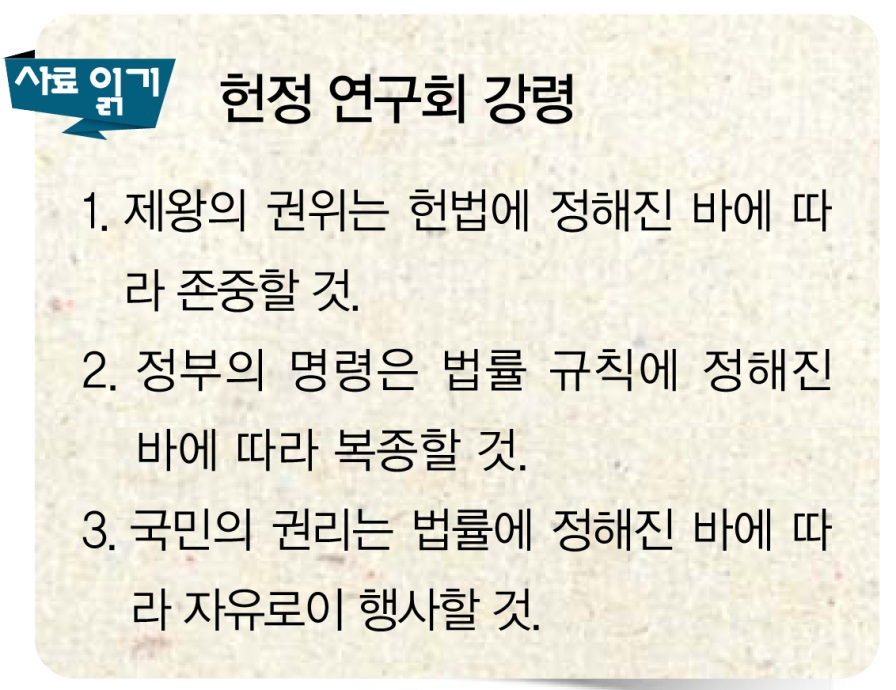 사료 읽기
헌정 연구회 강령
1. 제왕의 권위는 헌법에 정해진 바에 따
라 존중할 것.
2. 정부의 명령은 법률 규칙에 정해진
바에 따라 복종할 것.
3. 국민의 권리는 법률에 정해진 바에 따
라 자유로이 행사할 것.